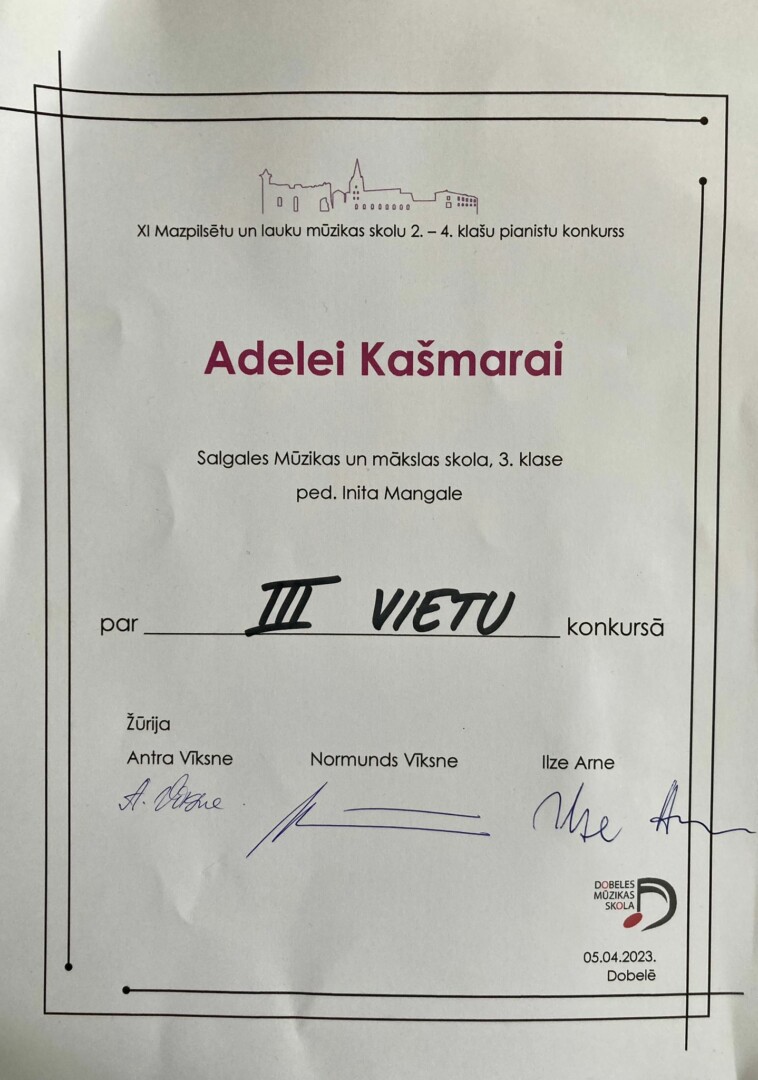 XI Mazpilsētu un lauku mūzikas skolu 2. – 4. klašu pianistu konkurss
Adelei Kašmarai
Salgales Mūzikas un mākslas skola, 3. klase
ped. Inita Mangale
par III VIETU konkursā
Žūrija
Antra Vīksne Normunds Vīksne Ilze Arne
A. Vīksne Ilze Ar
DOBELES
MŪZIKAS
SKOLA
05.04.2023.
Dobelē